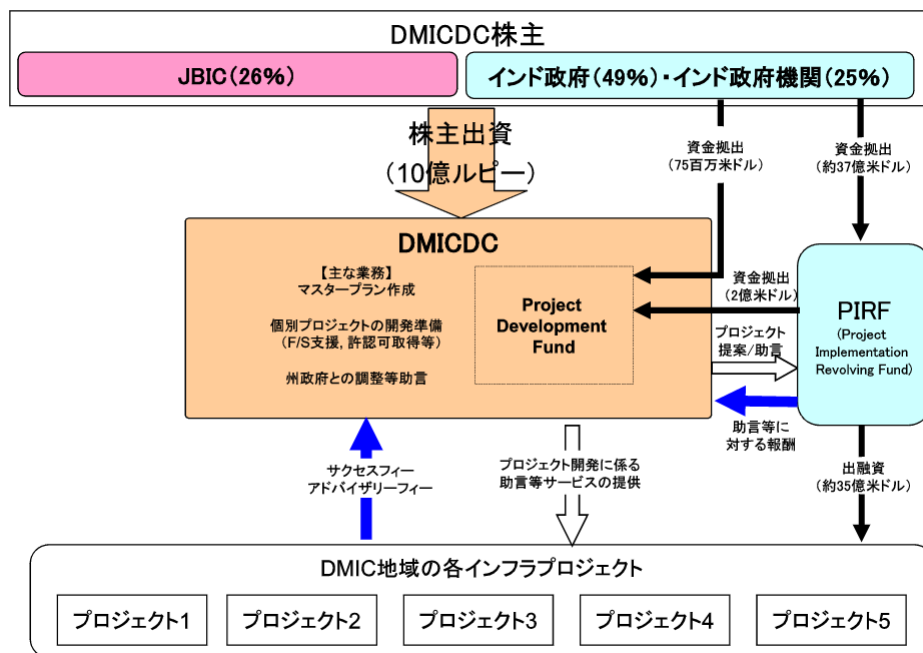 DMICDC株主
JBIC(26%)
インド政府(49%)・インド政府機関(25%)
株主出資
(10億ルピー)
資金拠出
(75百万米ドル)
資金拠出
(約37億米ドル)
DMICDC
【主な業務】
マスタープラン作成
個別プロジェクトの開発準備
(F/S支援, 許認可取得等)
州政府との調整等助言
Project
Development
Fund
資金拠出
(2億米ドル)
プロジェクト
提案/助言
助言等に
対する報酬
PIRF
(Project
Implementation
Revolving Fund)
サクセスフィー
アドバイザリーフィー
プロジェクト開発に係る
助言等サービスの提供
出融資
(約35億米ドル)
DMIC地域の各インフラプロジェクト
プロジェクト1
プロジェクト2
プロジェクト3
プロジェクト4
プロジェクト5